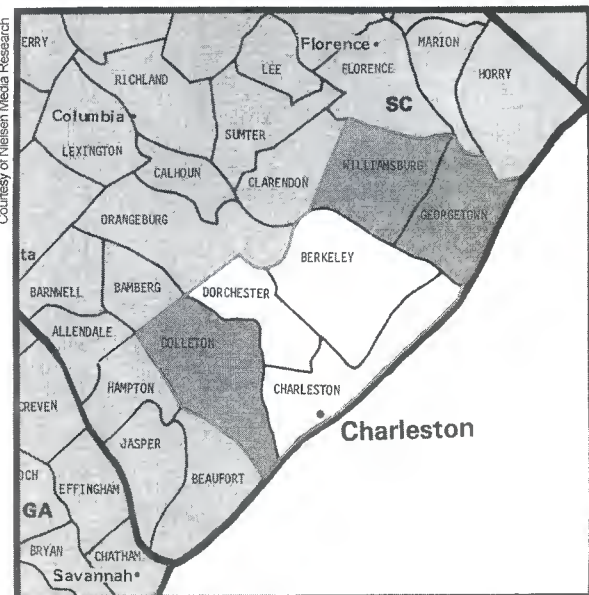 Courtesy of Nielsen Media Research
ERRY
RICHLAND
LEE
Florence
FLORENCE
MARION
HORRY
SC
Columbia
LEXINGTON
SUMTER
CALHOUN
CLARENDON
WILLIAMSBURG
GEORGETOWN
ORANGEBURG
BERKELEY
ta
BARNWELL
BAMBERG
DORCHESTER
ALLENDALE
COLLETON
HAMPTON
CHARLESTON
Charleston
CREVEN
JASPER
BEAUFORT
OCH
EFFINGHAM
GA
BRYAN
CHATHAM
Savannah